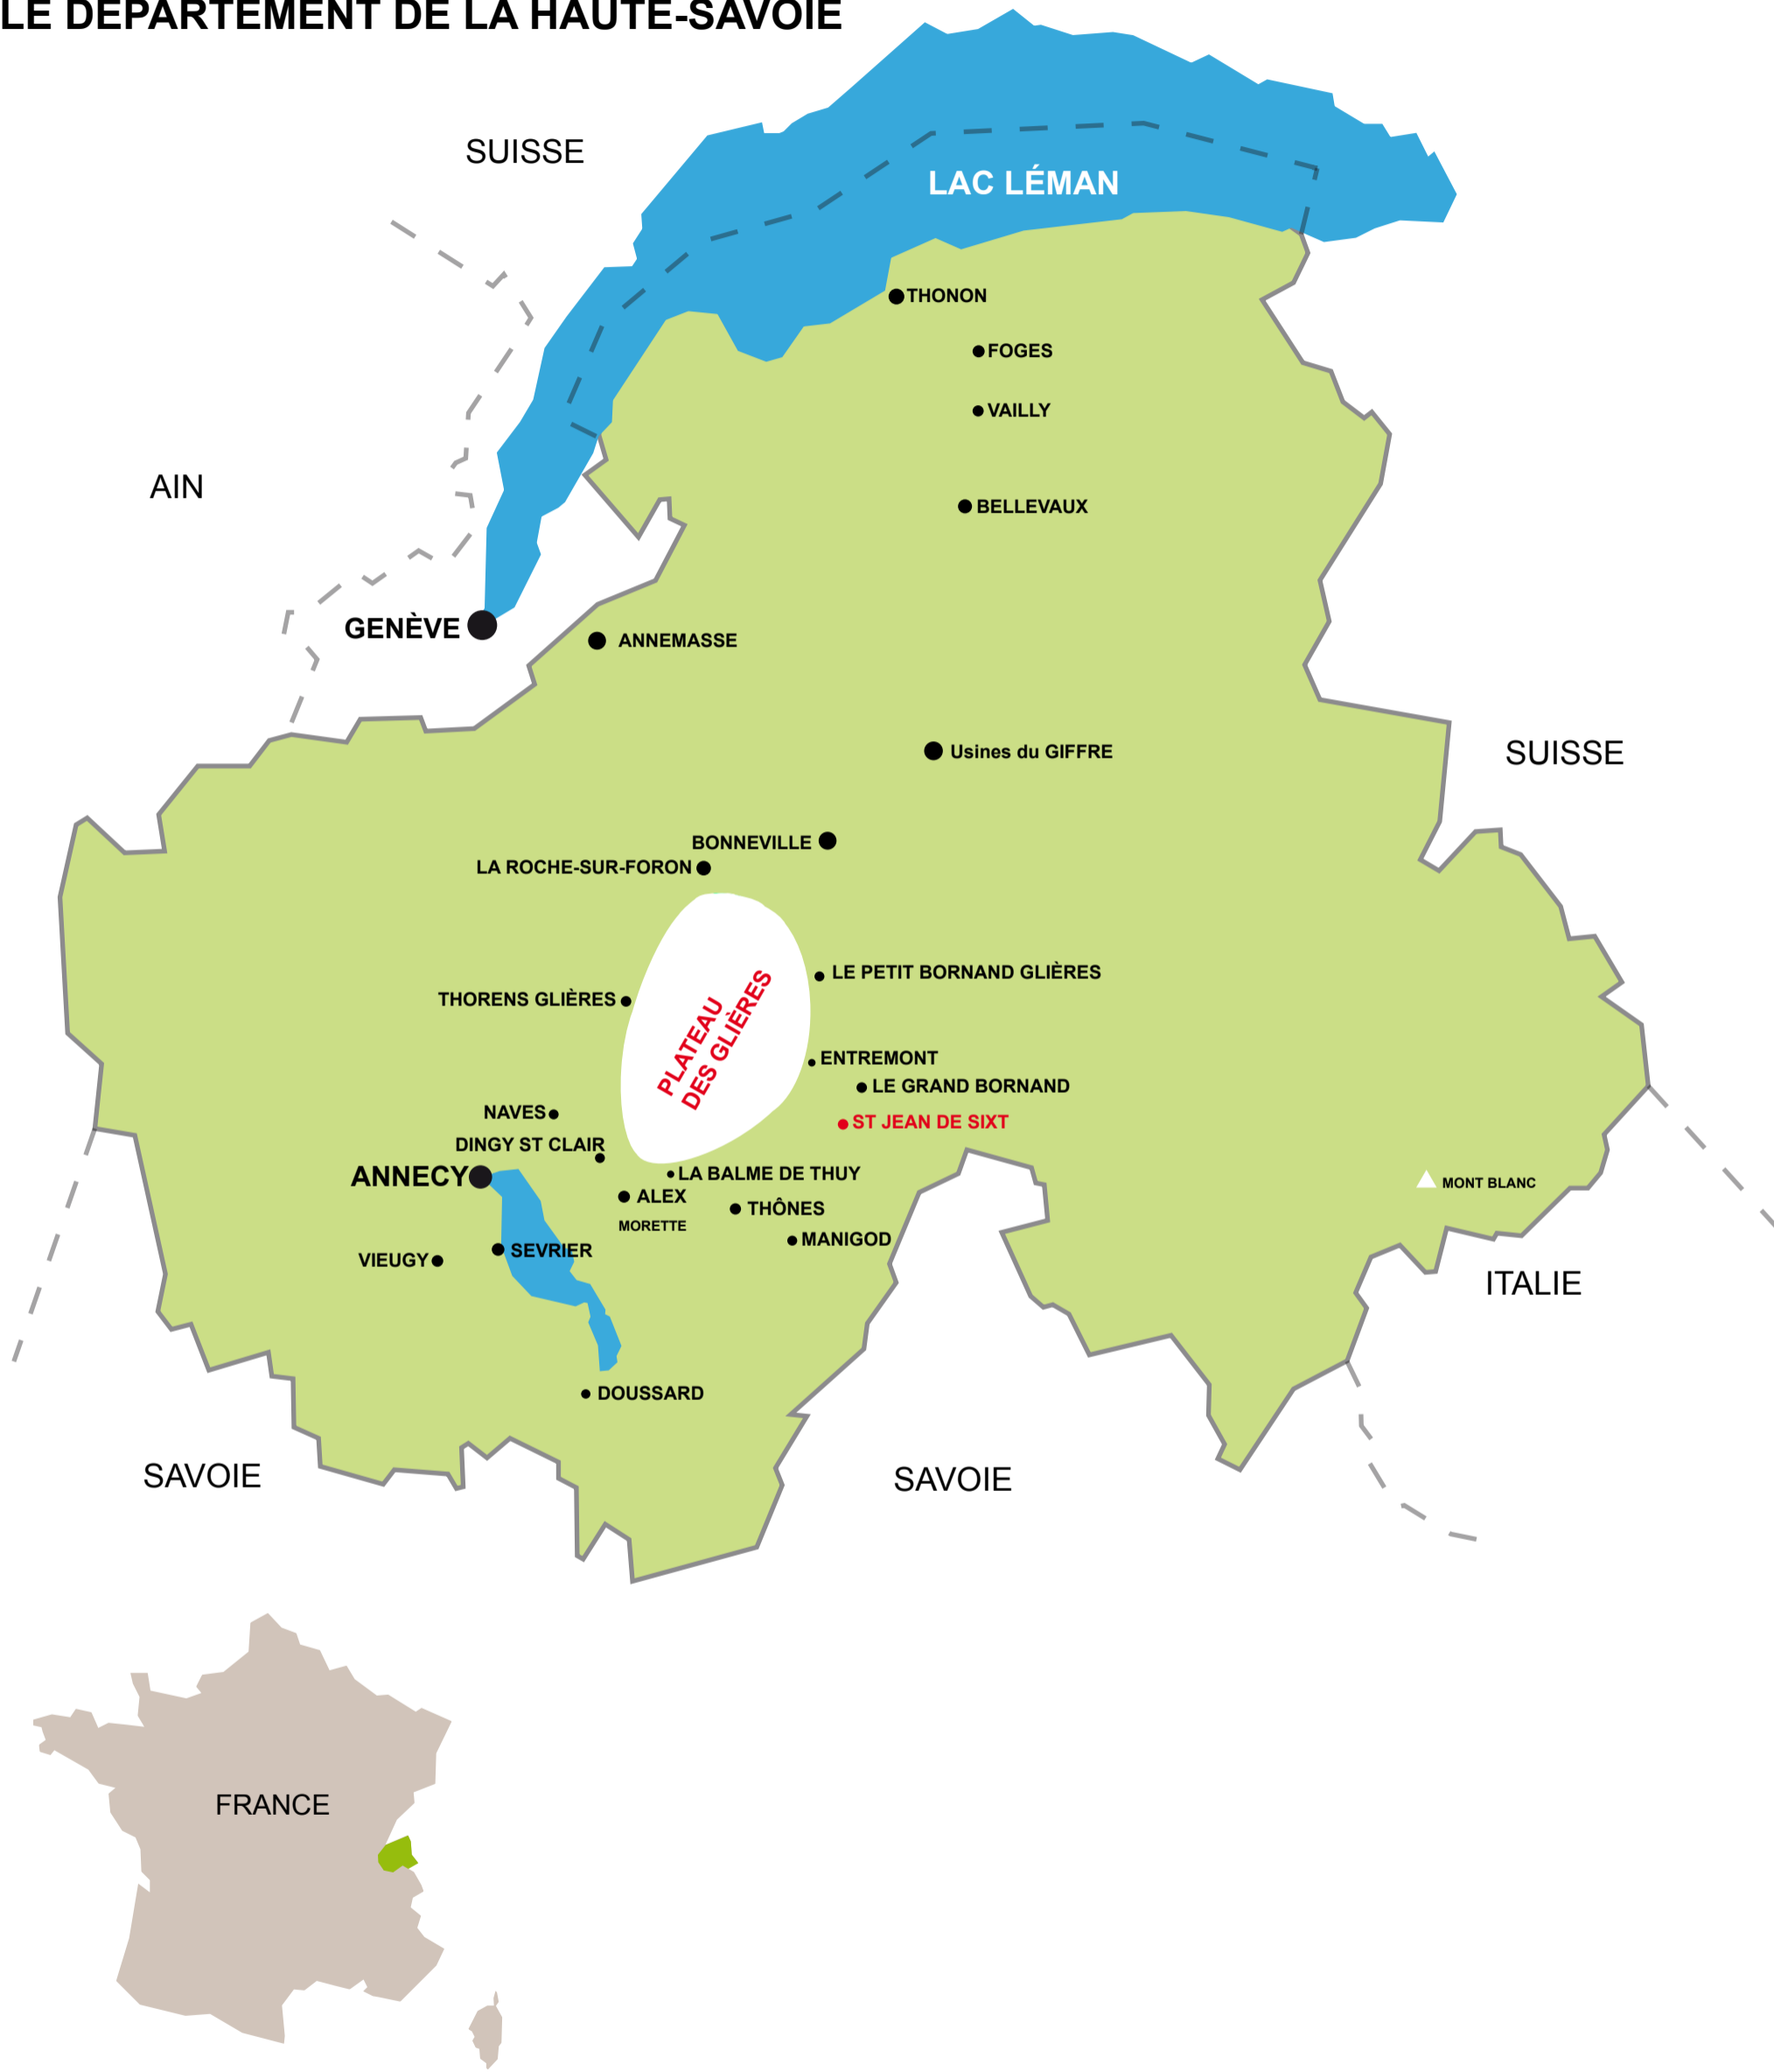 LE DEPARTEMENT DE LA HAUTE-SAVOIE
SUISSE
LAC LÉMAN
THONON
FOGES
VAILLY
AIN
BELLEVAUX
GENÈVE
ANNEMASSE
Usines du GIFFRE
SUISSE
BONNEVILLE
LA ROCHE-SUR-FORON
LE PETIT BORNAND GLIÈRES
THORENS GLIÈRES
PLATEAU
DES GLIÈRES
ENTREMONT
LE GRAND BORNAND
NAVES
ST JEAN DE SIXT
DINGY ST CLAIR
ANNECY
LA BALME DE THUY
MONT BLANC
ALEX
THÔNES
MORETTE
MANIGOD
SEVRIER
VIEUGY
ITALIE
DOUSSARD
SAVOIE
SAVOIE
FRANCE